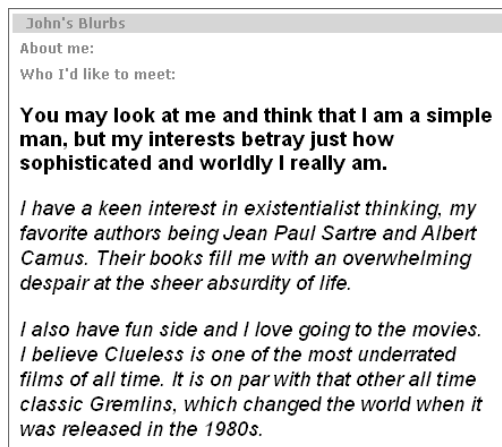 John's Blurbs
About me:
Who I'd like to meet:
You may look at me and think that I am a simple
man, but my interests betray just how
sophisticated and worldly I really am.
I have a keen interest in existentialist thinking, my
favorite authors being Jean Paul Sartre and Albert
Camus. Their books fill me with an overwhelming
despair at the sheer absurdity of life.
I also have fun side and I love going to the movies.
I believe Clueless is one of the most underrated
films of all time. It is on par with that other all time
classic Gremlins, which changed the world when it
was released in the 1980s.